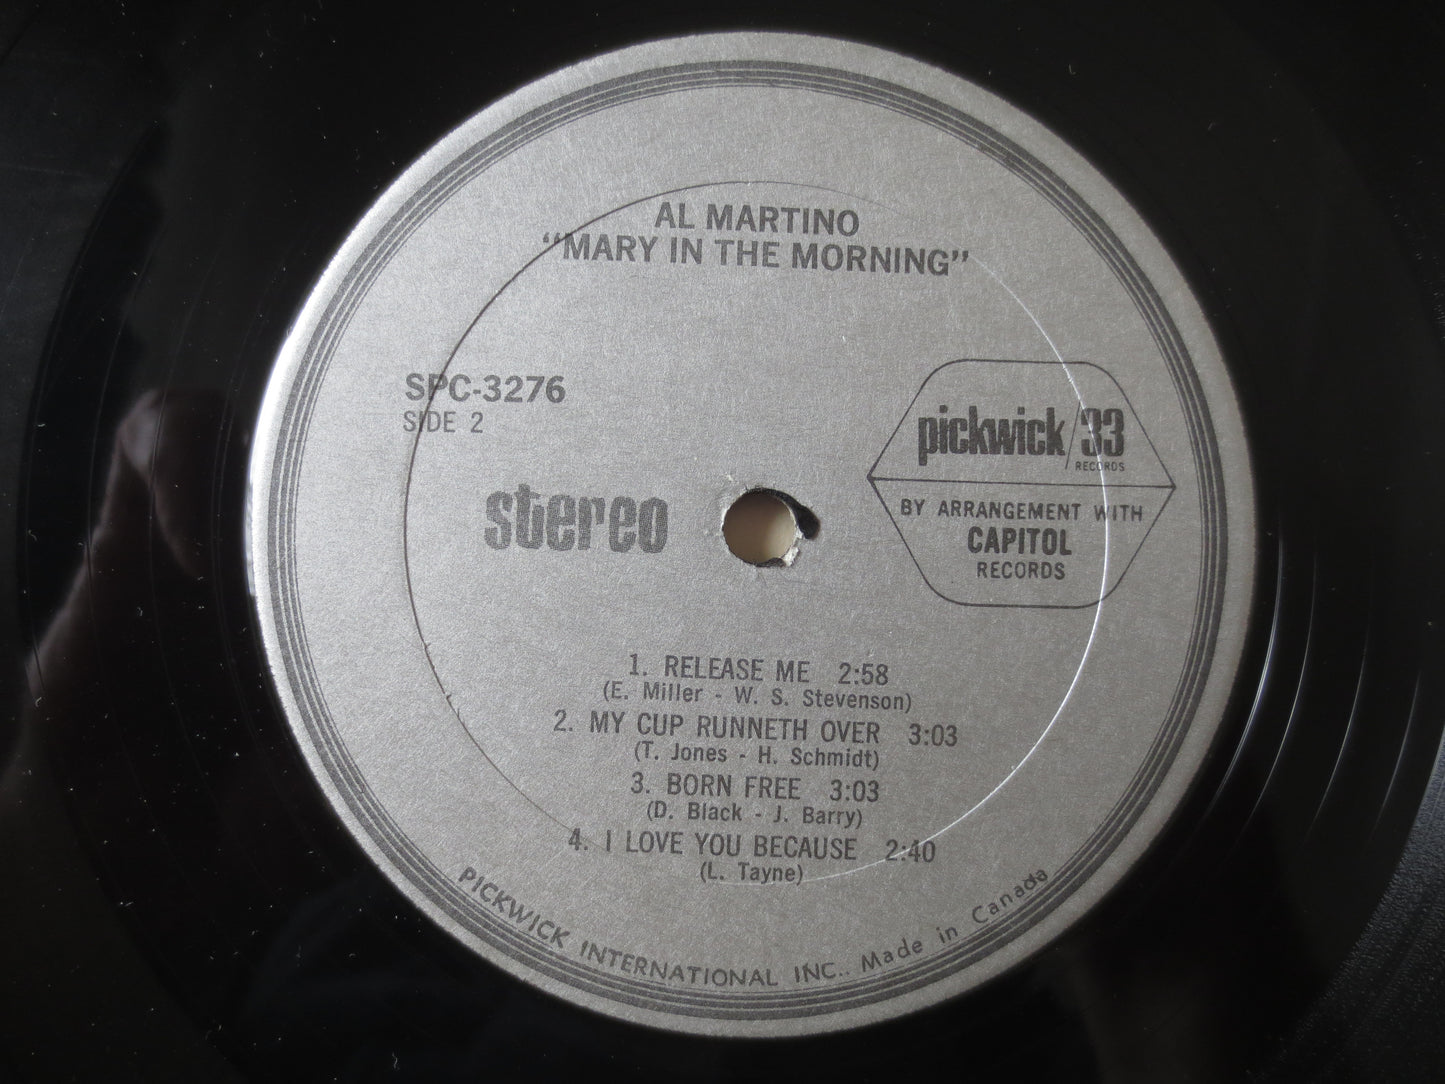 AL MARTINO
“MARY IN THE MORNING”
SPC-3276
SIDE 2
stereo
pickwick/33
RECORDS
BY ARRANGEMENT WITH
CAPITOL
RECORDS
1. RELEASE ME 2:58
(E. Miller - W. S. Stevenson)
2. MY CUP RUNNETH OVER 3:03
(T. Jones - H. Schmidt)
3. BORN FREE 3:03
(D. Black - J. Barry)
4. I LOVE YOU BECAUSE 2:40
(L. Tayne)
PICKWICK INTERNATIONAL INC.. Made in Canada